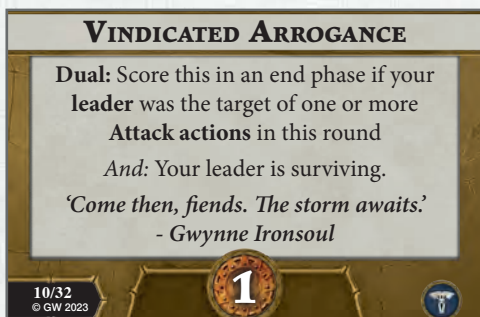 Vindicated Arrogance
Dual: Score this in an end phase if your
leader was the target of one or more
Attack actions in this round
And: Your leader is surviving.
‘Come then, fiends. The storm awaits.’
- Gwynne Ironsoul
1
10/32
© GW 2023